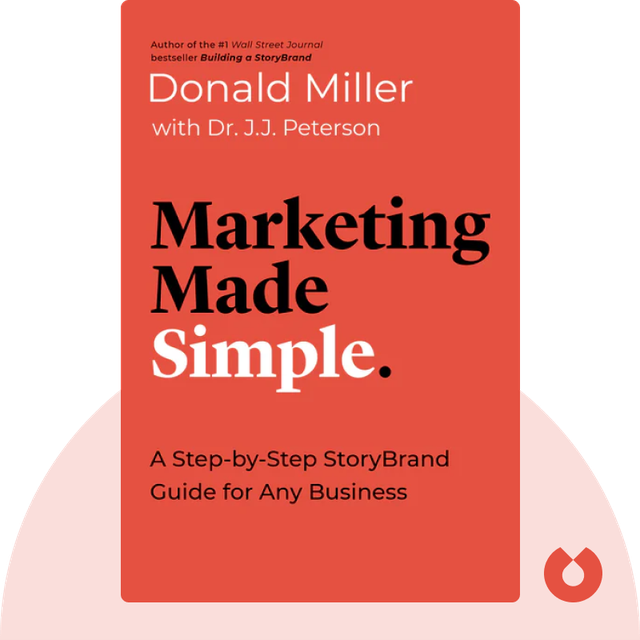 Author of the #1 Wall Street Journal
bestseller Building a StoryBrand
Donald Miller
with Dr. J.J. Peterson
Marketing
Made
Simple.
A Step-by-Step StoryBrand
Guide for Any Business